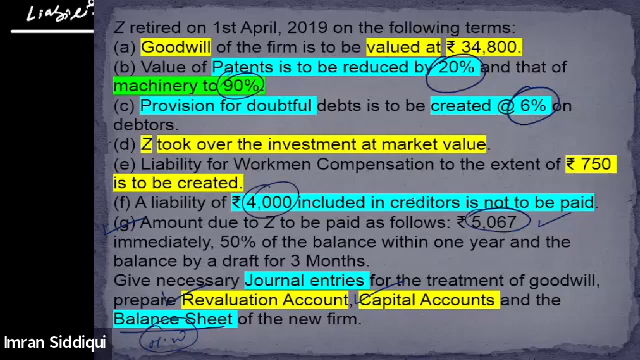 Z retired on 1st April, 2019 on the following terms:
(a) Goodwill of the firm is to be valued at ₹ 34,800.
(b) Value of Patents is to be reduced by 20% and that of
machinery to 90%.
(c) Provision for doubtful debts is to be created @ 6% on
debtors.
(d) Z took over the investment at market value.
(e) Liability for Workmen Compensation to the extent of ₹ 750
is to be created.
(f) A liability of ₹ 4,000 included in creditors is not to be paid.
(g) Amount due to Z to be paid as follows: ₹ 5,067
immediately, 50% of the balance within one year and the
balance by a draft for 3 Months.
Give necessary Journal entries for the treatment of goodwill,
prepare Revaluation Account, Capital Accounts and the
Balance Sheet of the new firm.
Imran Siddiqui